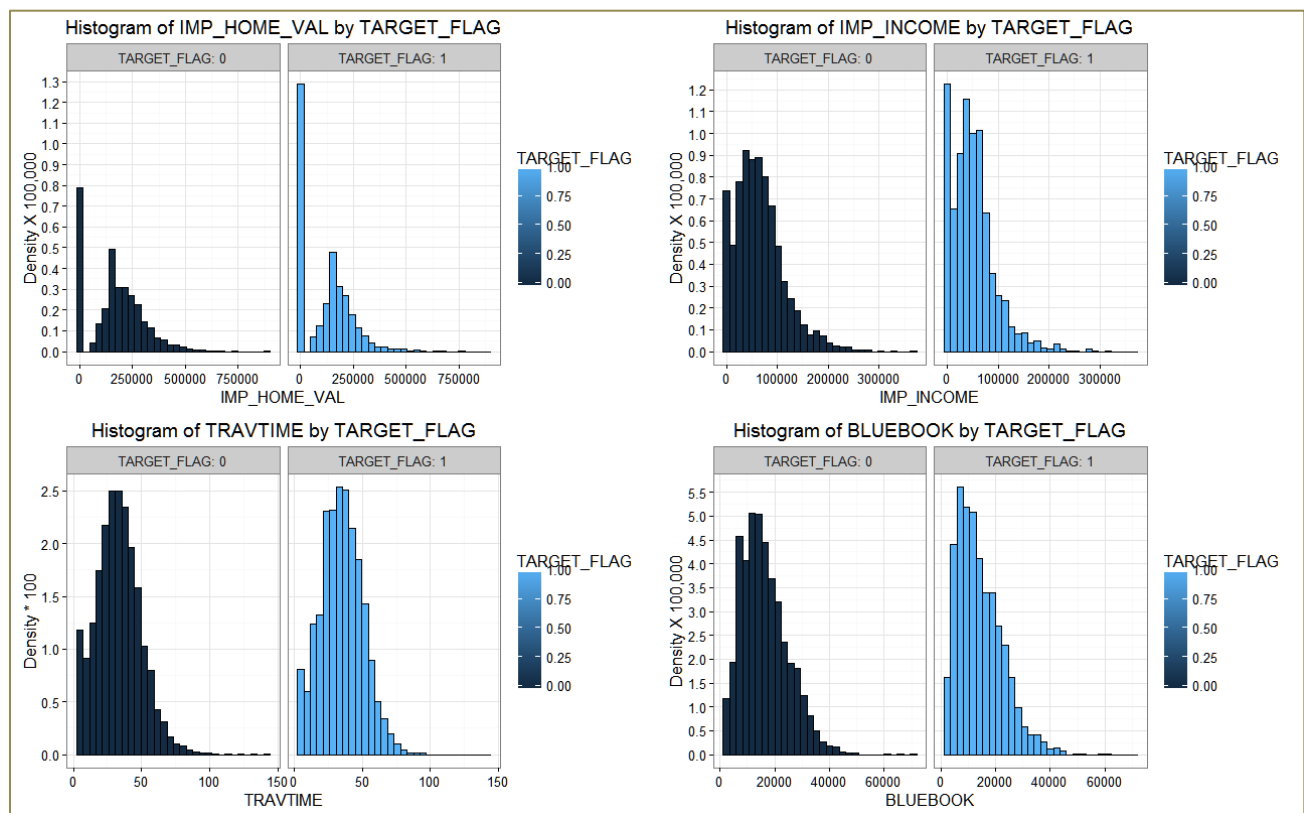 Histogram of IMP_HOME_VAL by TARGET_FLAG
TARGET_FLAG: 0 TARGET_FLAG: 1
Density X 100,000
1.3
1.2
1.1
1.0
0.9
0.8
0.7
0.6
0.5
0.4
0.3
0.2
0.1
0.0
0 250000 500000 750000 0 250000 500000 750000
IMP_HOME_VAL
TARGET_FLAG
1.00
0.75
0.50
0.25
0.00
Histogram of IMP_INCOME by TARGET_FLAG
TARGET_FLAG: 0 TARGET_FLAG: 1
Density X 100,000
1.2
1.1
1.0
0.9
0.8
0.7
0.6
0.5
0.4
0.3
0.2
0.1
0.0
0 100000 200000 300000 0 100000 200000 300000
IMP_INCOME
TARGET_FLAG
1.00
0.75
0.50
0.25
0.00
Histogram of TRAVTIME by TARGET_FLAG
TARGET_FLAG: 0 TARGET_FLAG: 1
Density * 100
2.5
2.0
1.5
1.0
0.5
0.0
0 50 100 150 0 50 100 150
TRAVTIME
TARGET_FLAG
1.00
0.75
0.50
0.25
0.00
Histogram of BLUEBOOK by TARGET_FLAG
TARGET_FLAG: 0 TARGET_FLAG: 1
Density X 100,000
5.5
5.0
4.5
4.0
3.5
3.0
2.5
2.0
1.5
1.0
0.5
0.0
0 20000 40000 60000 0 20000 40000 60000
BLUEBOOK
TARGET_FLAG
1.00
0.75
0.50
0.25
0.00